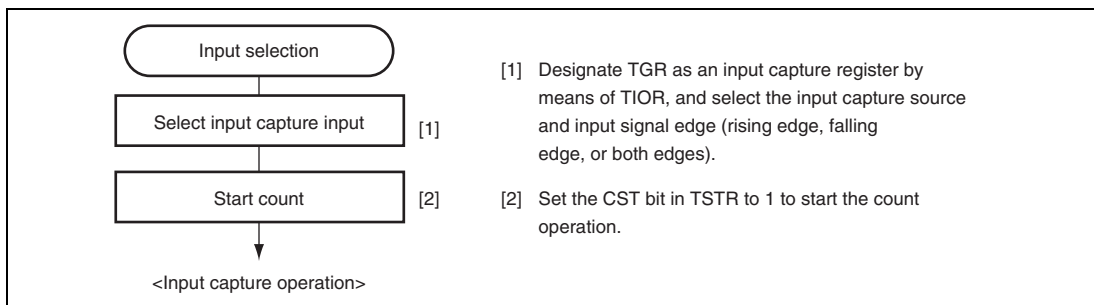 Input selection
Select input capture input
[1]
Start count
[2]
<Input capture operation>
[1] Designate TGR as an input capture register by
means of TIOR, and select the input capture source
and input signal edge (rising edge, falling
edge, or both edges).
[2] Set the CST bit in TSTR to 1 to start the count
operation.